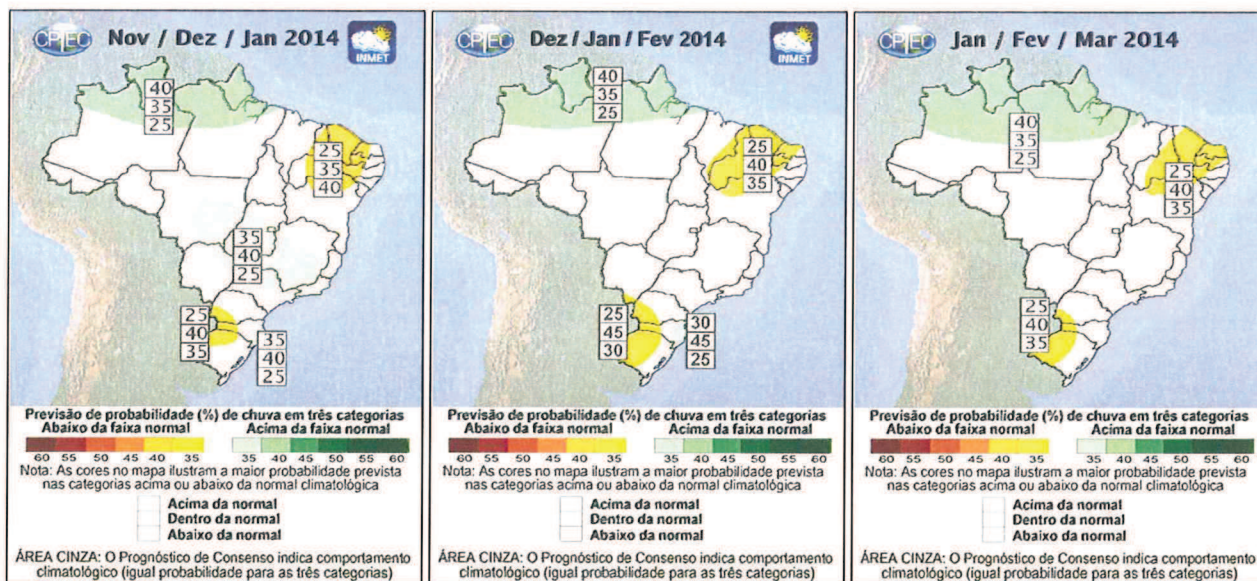 CPTEC
Nov / Dez / Jan 2014
INMET
40
35
25
25
35
40
35
40
25
25
40
35
35
40
25
Previsão de probabilidade (%) de chuva em três categorias
Abaixo da faixa normal Acima da faixa normal
60 55 50 45 40 35 35 40 45 50 55 60
Nota: As cores no mapa ilustram a maior probabilidade prevista
nas categorias acima ou abaixo da normal climatológica
Acima da normal
Dentro da normal
Abaixo da normal
ÁREA CINZA: O Prognóstico de Consenso indica comportamento
climatológico (igual probabilidade para as três categorias)
CPTEC
Dez / Jan / Fev 2014
INMET
40
35
25
25
40
35
25
45
30
30
45
25
Previsão de probabilidade (%) de chuva em três categorias
Abaixo da faixa normal Acima da faixa normal
60 55 50 45 40 35 35 40 45 50 55 60
Nota: As cores no mapa ilustram a maior probabilidade prevista
nas categorias acima ou abaixo da normal climatológica
Acima da normal
Dentro da normal
Abaixo da normal
ÁREA CINZA: O Prognóstico de Consenso indica comportamento
climatológico (igual probabilidade para as três categorias)
CPTEC
Jan / Fev / Mar 2014
INMET
40
35
25
25
40
35
25
40
35
Previsão de probabilidade (%) de chuva em três categorias
Abaixo da faixa normal Acima da faixa normal
60 55 50 45 40 35 35 40 45 50 55 60
Nota: As cores no mapa ilustram a maior probabilidade prevista
nas categorias acima ou abaixo da normal climatológica
Acima da normal
Dentro da normal
Abaixo da normal
ÁREA CINZA: O Prognóstico de Consenso indica comportamento
climatológico (igual probabilidade para as três categorias)